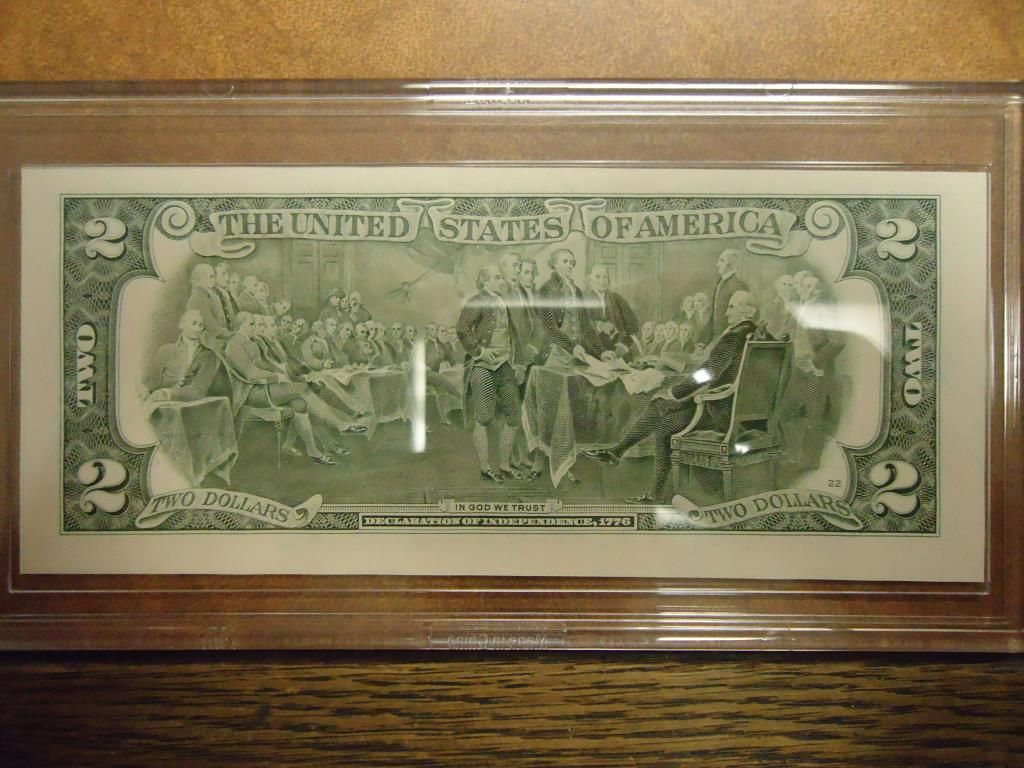 THE UNITED STATES OF AMERICA
2 2
TWO TWO
2 2
22
TWO DOLLARS IN GOD WE TRUST TWO DOLLARS
DECLARATION OF INDEPENDENCE, 1776